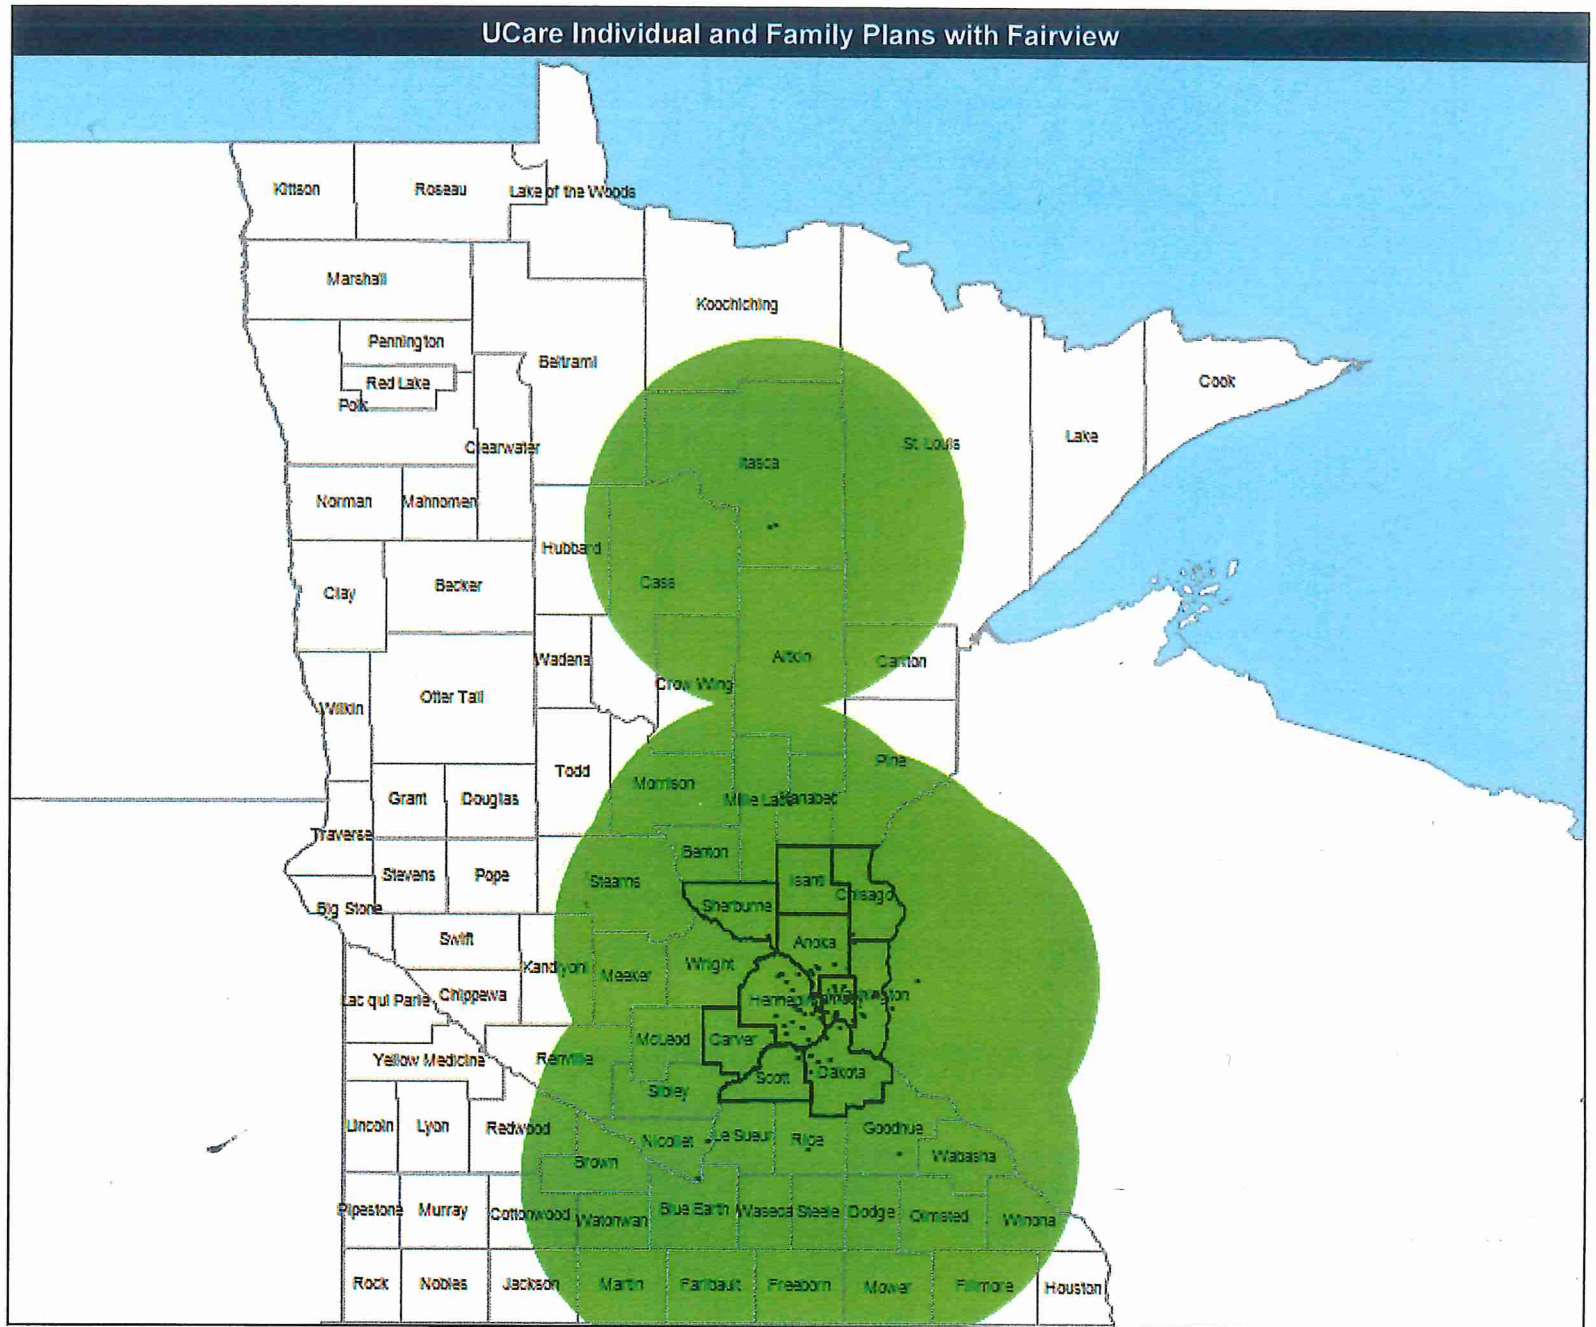 UCare Individual and Family Plans with Fairview
Kittson
Roseau
Lake of the Woods
Marshall
Koochiching
Pennington
Beltrami
Red Lake
Polk
Cook
Clearwater
St. Louis
Lake
Itasca
Norman
Mahnomen
Hubbard
Cass
Becker
Clay
Wadena
Aitkin
Carlton
Crow Wing
Otter Tail
Wilkin
Pine
Todd
Morrison
Grant
Douglas
Mille Lacs
Kanabec
Traverse
Benton
Stevens
Pope
Stearns
Isanti
Chisago
Sherburne
Big Stone
Swift
Anoka
Kandiyohi
Meeker
Wright
Lac qui Parle
Chippewa
Hennepin
Washington
McLeod
Carver
Yellow Medicine
Renville
Scott
Dakota
Sibley
Lincoln
Lyon
Redwood
Nicollet
Le Sueur
Rice
Goodhue
Wabasha
Brown
Pipestone
Murray
Cottonwood
Watonwan
Blue Earth
Waseca
Steele
Dodge
Olmsted
Winona
Rock
Nobles
Jackson
Martin
Faribault
Freeborn
Mower
Fillmore
Houston